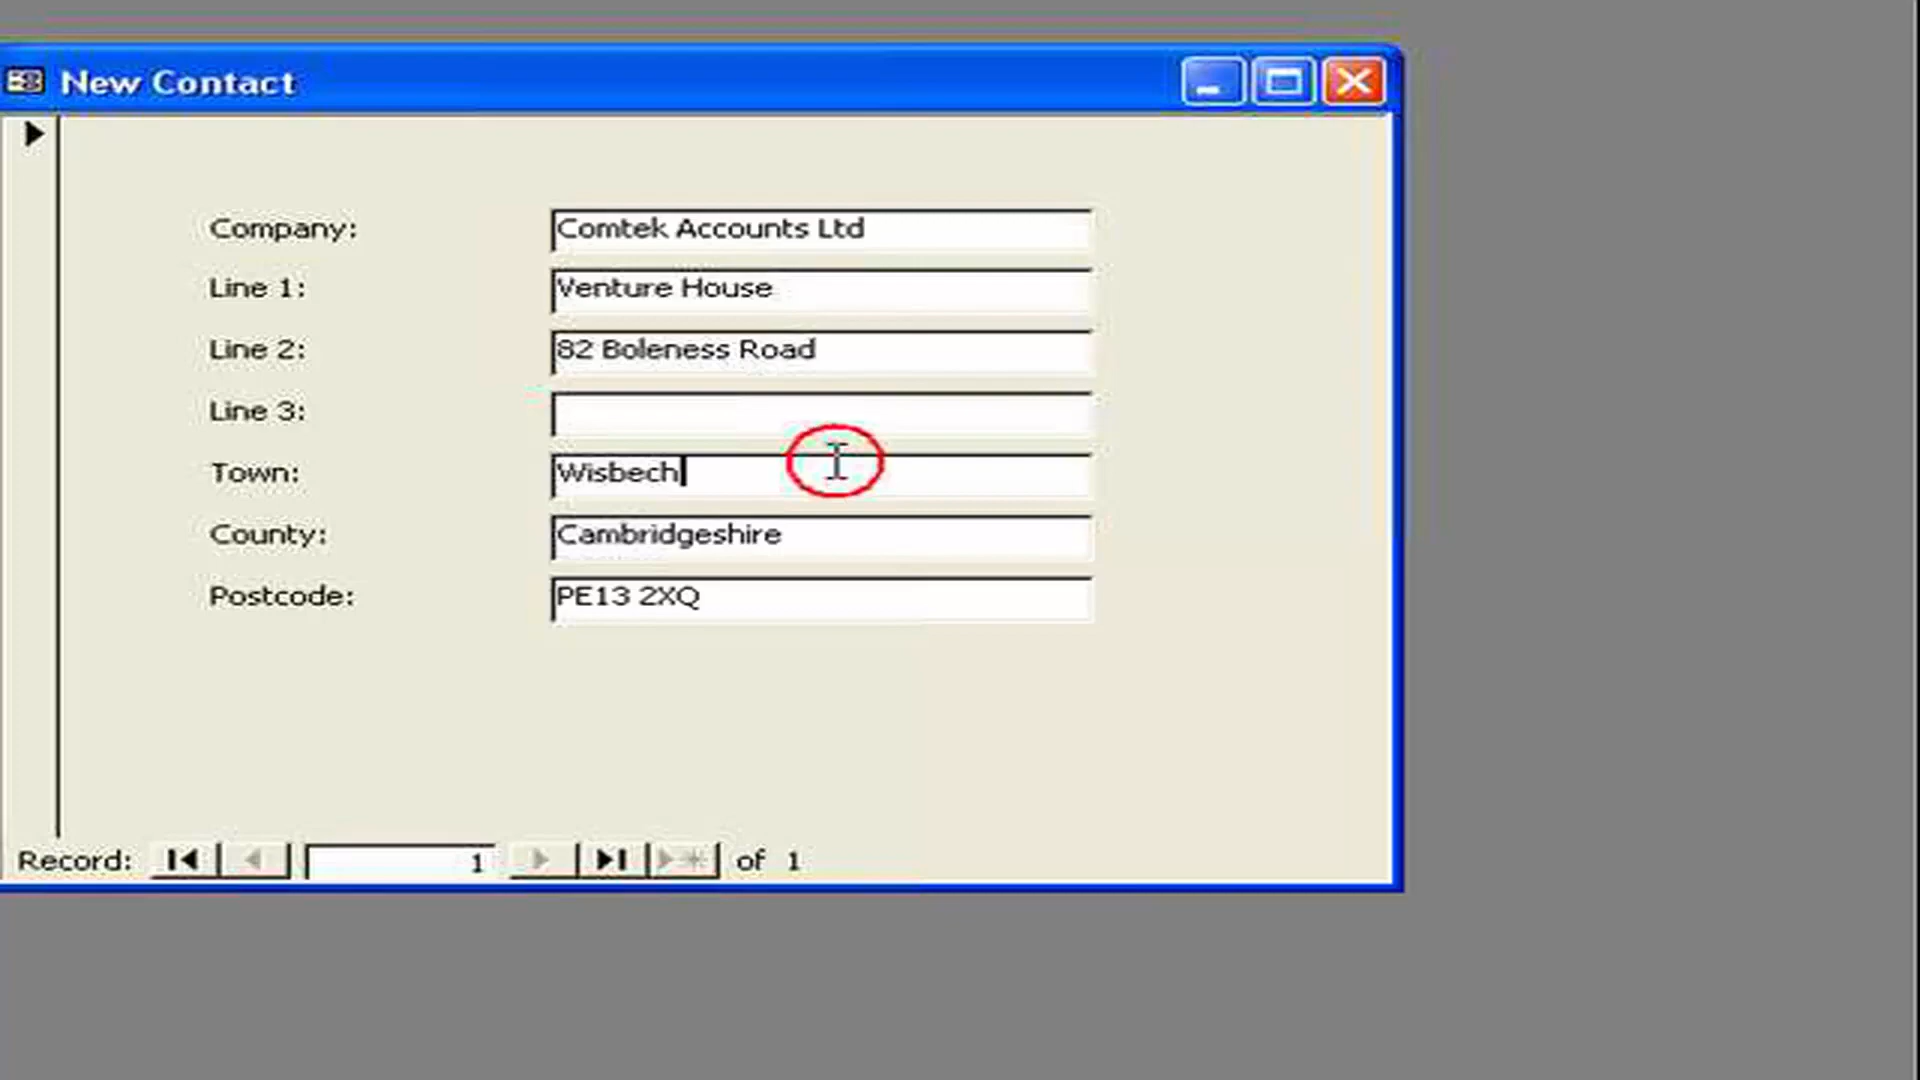 New Contact
Company: Comtek Accounts Ltd
Line 1: Venture House
Line 2: 82 Boleness Road
Line 3:
Town: Wisbech
County: Cambridgeshire
Postcode: PE13 2XQ
Record: 1 of 1